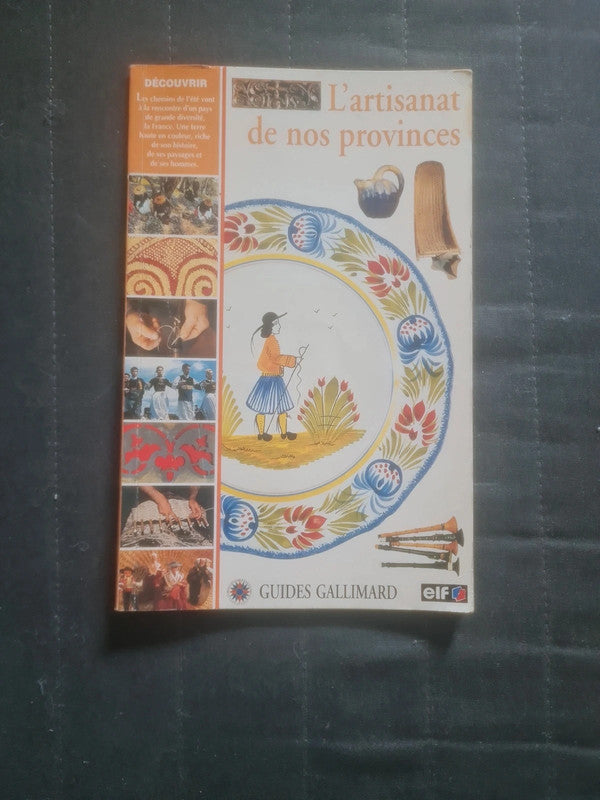 DÉCOUVRIR
Les chemins de l'été vont
à la rencontre d'un pays
de grande diversité,
la France. Une terre
haute en couleur, riche
de son histoire,
de ses paysages et
de ses hommes.
L'artisanat
de nos provinces
GUIDES GALLIMARD
elf